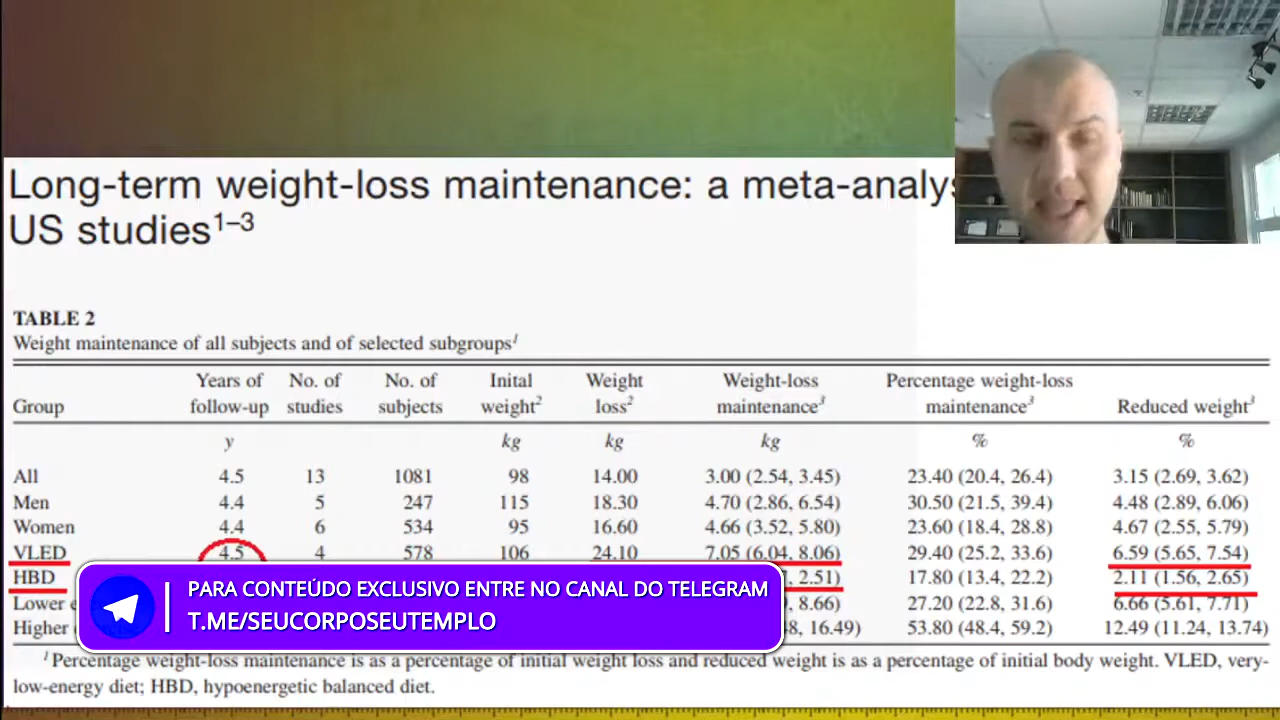 Long-term weight-loss maintenance: a meta-analys
US studies1–3
TABLE 2
Weight maintenance of all subjects and of selected subgroups1
Years of No. of No. of Inital Weight Weight-loss Percentage weight-loss
Group follow-up studies subjects weight2 loss2 maintenance3 maintenance3 Reduced weight3
y kg kg kg % %
All 4.5 13 1081 98 14.00 3.00 (2.54, 3.45) 23.40 (20.4, 26.4) 3.15 (2.69, 3.62)
Men 4.4 5 247 115 18.30 4.70 (2.86, 6.54) 30.50 (21.5, 39.4) 4.48 (2.89, 6.06)
Women 4.4 6 534 95 16.60 4.66 (3.52, 5.80) 23.60 (18.4, 28.8) 4.67 (2.55, 5.79)
VLED 4.5 4 578 106 24.10 7.05 (6.04, 8.06) 29.40 (25.2, 33.6) 6.59 (5.65, 7.54)
HBD 2.51) 17.80 (13.4, 22.2) 2.11 (1.56, 2.65)
Lower 8.66) 27.20 (22.8, 31.6) 6.66 (5.61, 7.71)
Higher 16.49) 53.80 (48.4, 59.2) 12.49 (11.24, 13.74)
PARA CONTEÚDO EXCLUSIVO ENTRE NO CANAL DO TELEGRAM
T.ME/SEUCORPOSEUTEMPLO
1 Percentage weight-loss maintenance is as a percentage of initial weight loss and reduced weight is as a percentage of initial body weight. VLED, very-
low-energy diet; HBD, hypoenergetic balanced diet.